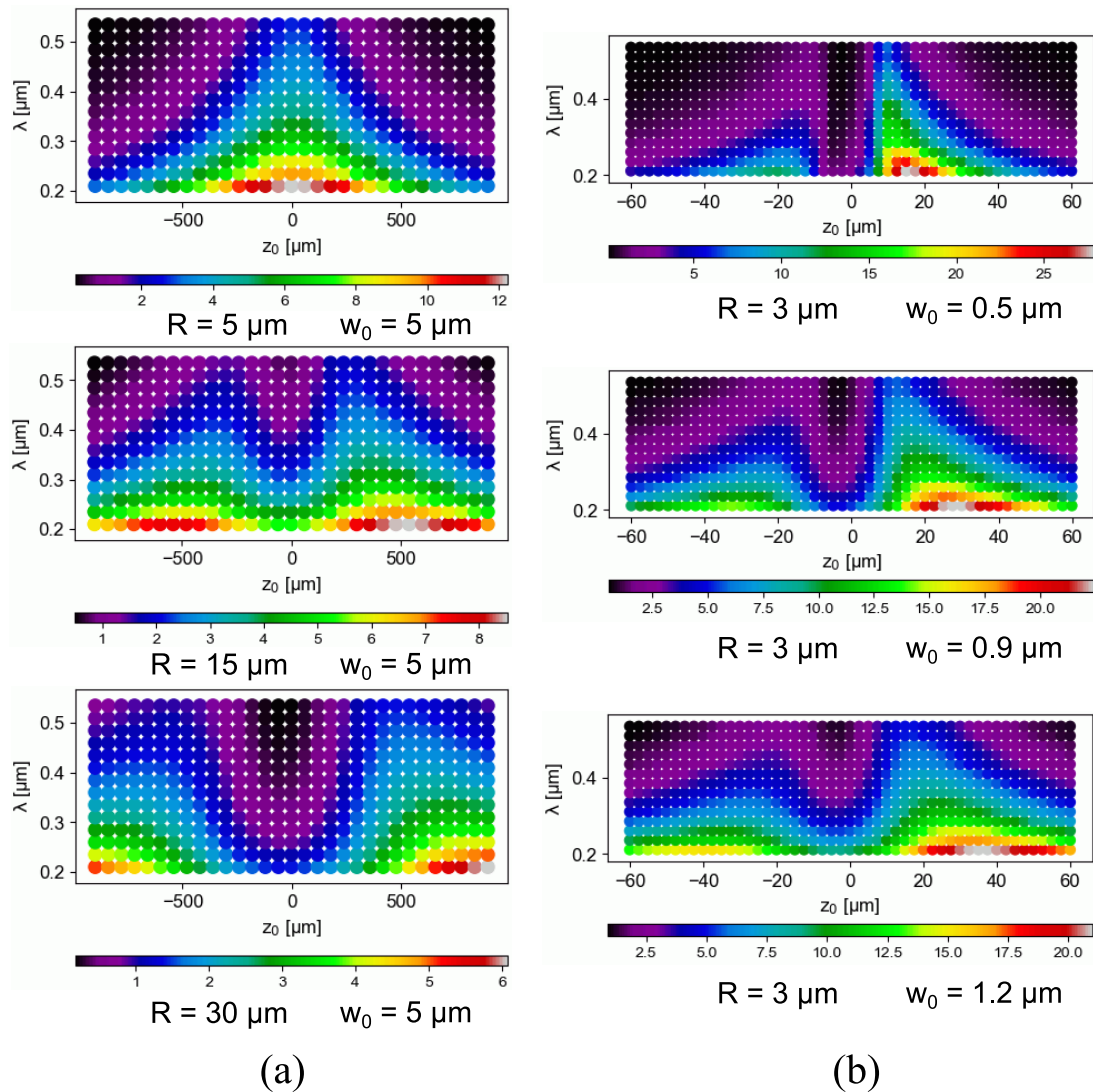 0.5
0.4
0.3
0.2
λ [µm]
−500 0 500
z0 [µm]
2 4 6 8 10 12
R = 5 µm w0 = 5 µm
0.5
0.4
0.3
0.2
λ [µm]
−500 0 500
z0 [µm]
1 2 3 4 5 6 7 8
R = 15 µm w0 = 5 µm
0.5
0.4
0.3
0.2
λ [µm]
−500 0 500
z0 [µm]
1 2 3 4 5 6
R = 30 µm w0 = 5 µm
(a)
0.4
0.2
λ [µm]
−60 −40 −20 0 20 40 60
z0 [µm]
5 10 15 20 25
R = 3 µm w0 = 0.5 µm
0.4
0.2
λ [µm]
−60 −40 −20 0 20 40 60
z0 [µm]
2.5 5.0 7.5 10.0 12.5 15.0 17.5 20.0
R = 3 µm w0 = 0.9 µm
0.4
0.2
λ [µm]
−60 −40 −20 0 20 40 60
z0 [µm]
2.5 5.0 7.5 10.0 12.5 15.0 17.5 20.0
R = 3 µm w0 = 1.2 µm
(b)